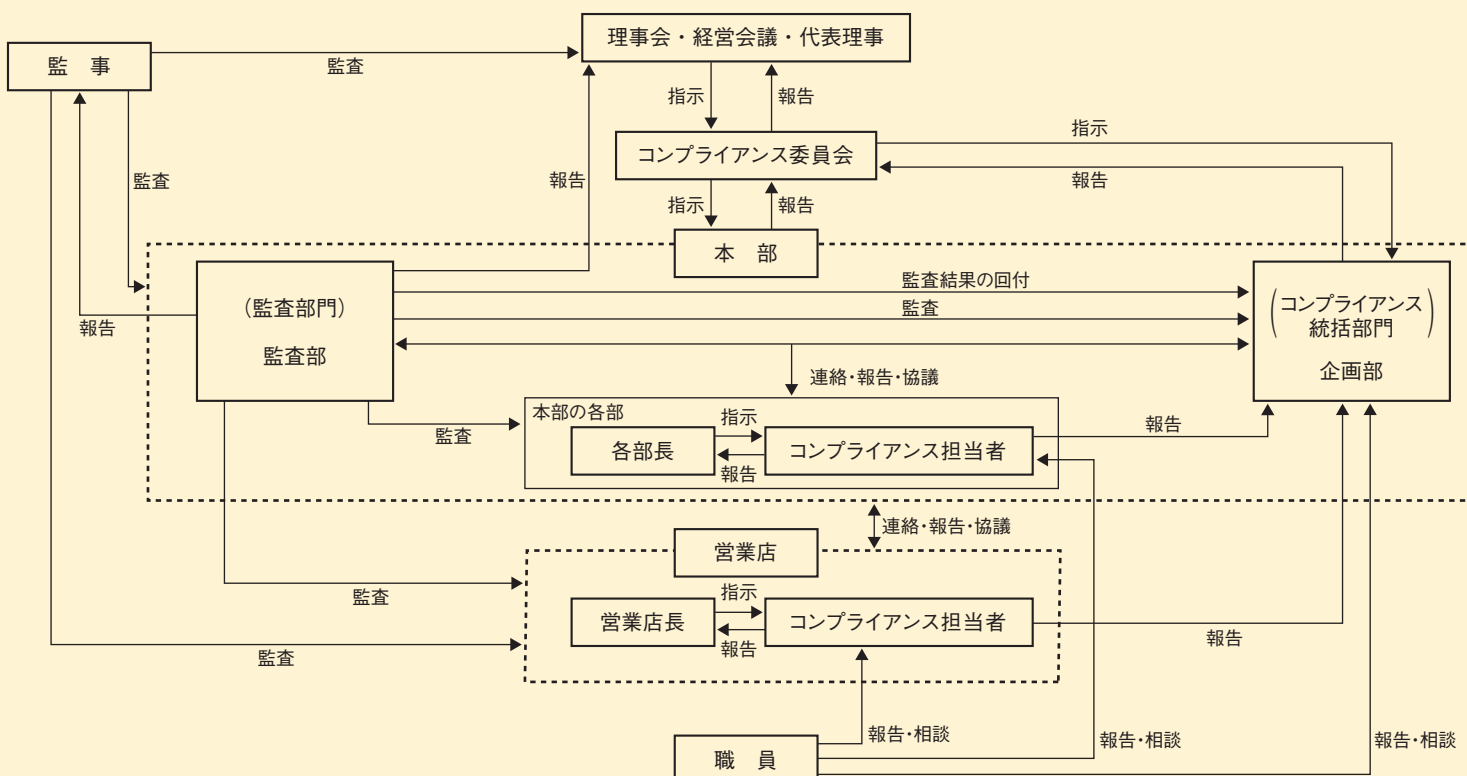 理事会・経営会議・代表理事
監　事
監査
指示
報告
指示
コンプライアンス委員会
報告
監査
報告
指示
報告
本　部
監査結果の回付
(監査部門)
監査
コンプライアンス
統括部門
報告
監査部
企画部
連絡・報告・協議
本部の各部
指示
報告
監査
各部長
コンプライアンス担当者
報告
連絡・報告・協議
営業店
監査
指示
営業店長
コンプライアンス担当者
報告
報告
監査
報告・相談
報告・相談
報告・相談
職　員